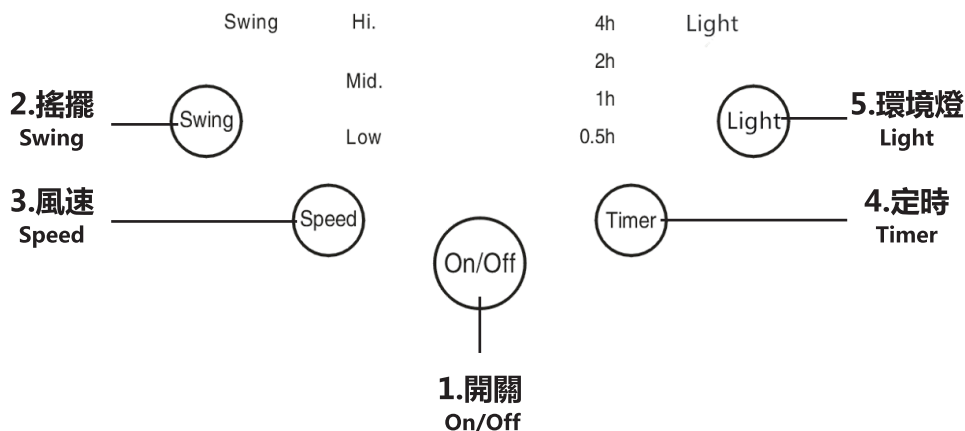 Swing Hi. 4h Light
2h
Mid.
1h
2.搖擺
Swing
Swing
Low 0.5h
Light
5.環境燈
Light
3.風速
Speed
Speed
On/Off
Timer
4.定時
Timer
1.開關
On/Off